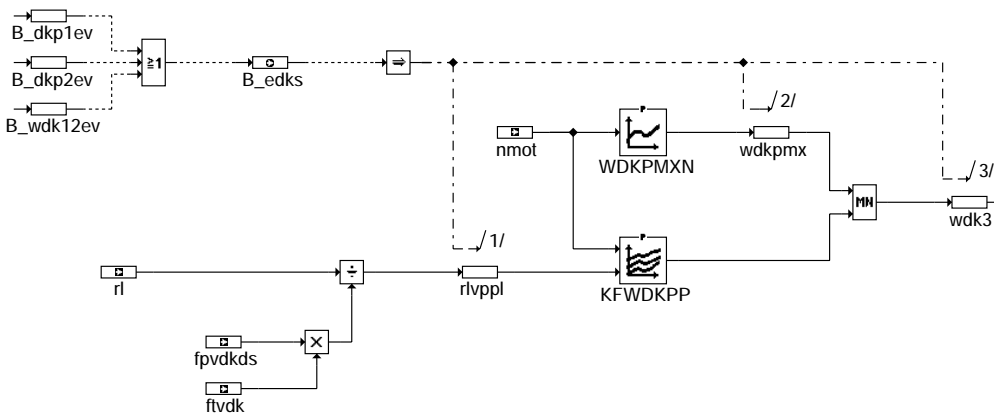 B_dkp1ev
≥1
B_dkp2ev
B_edks
B_wdk12ev
2/
P
nmot
WDKPMXN
wdkpmx
3/
MN
wdk3
1/
P
rl
÷
rlvppl
KFWDKPP
×
fpvdkds
ftvdk